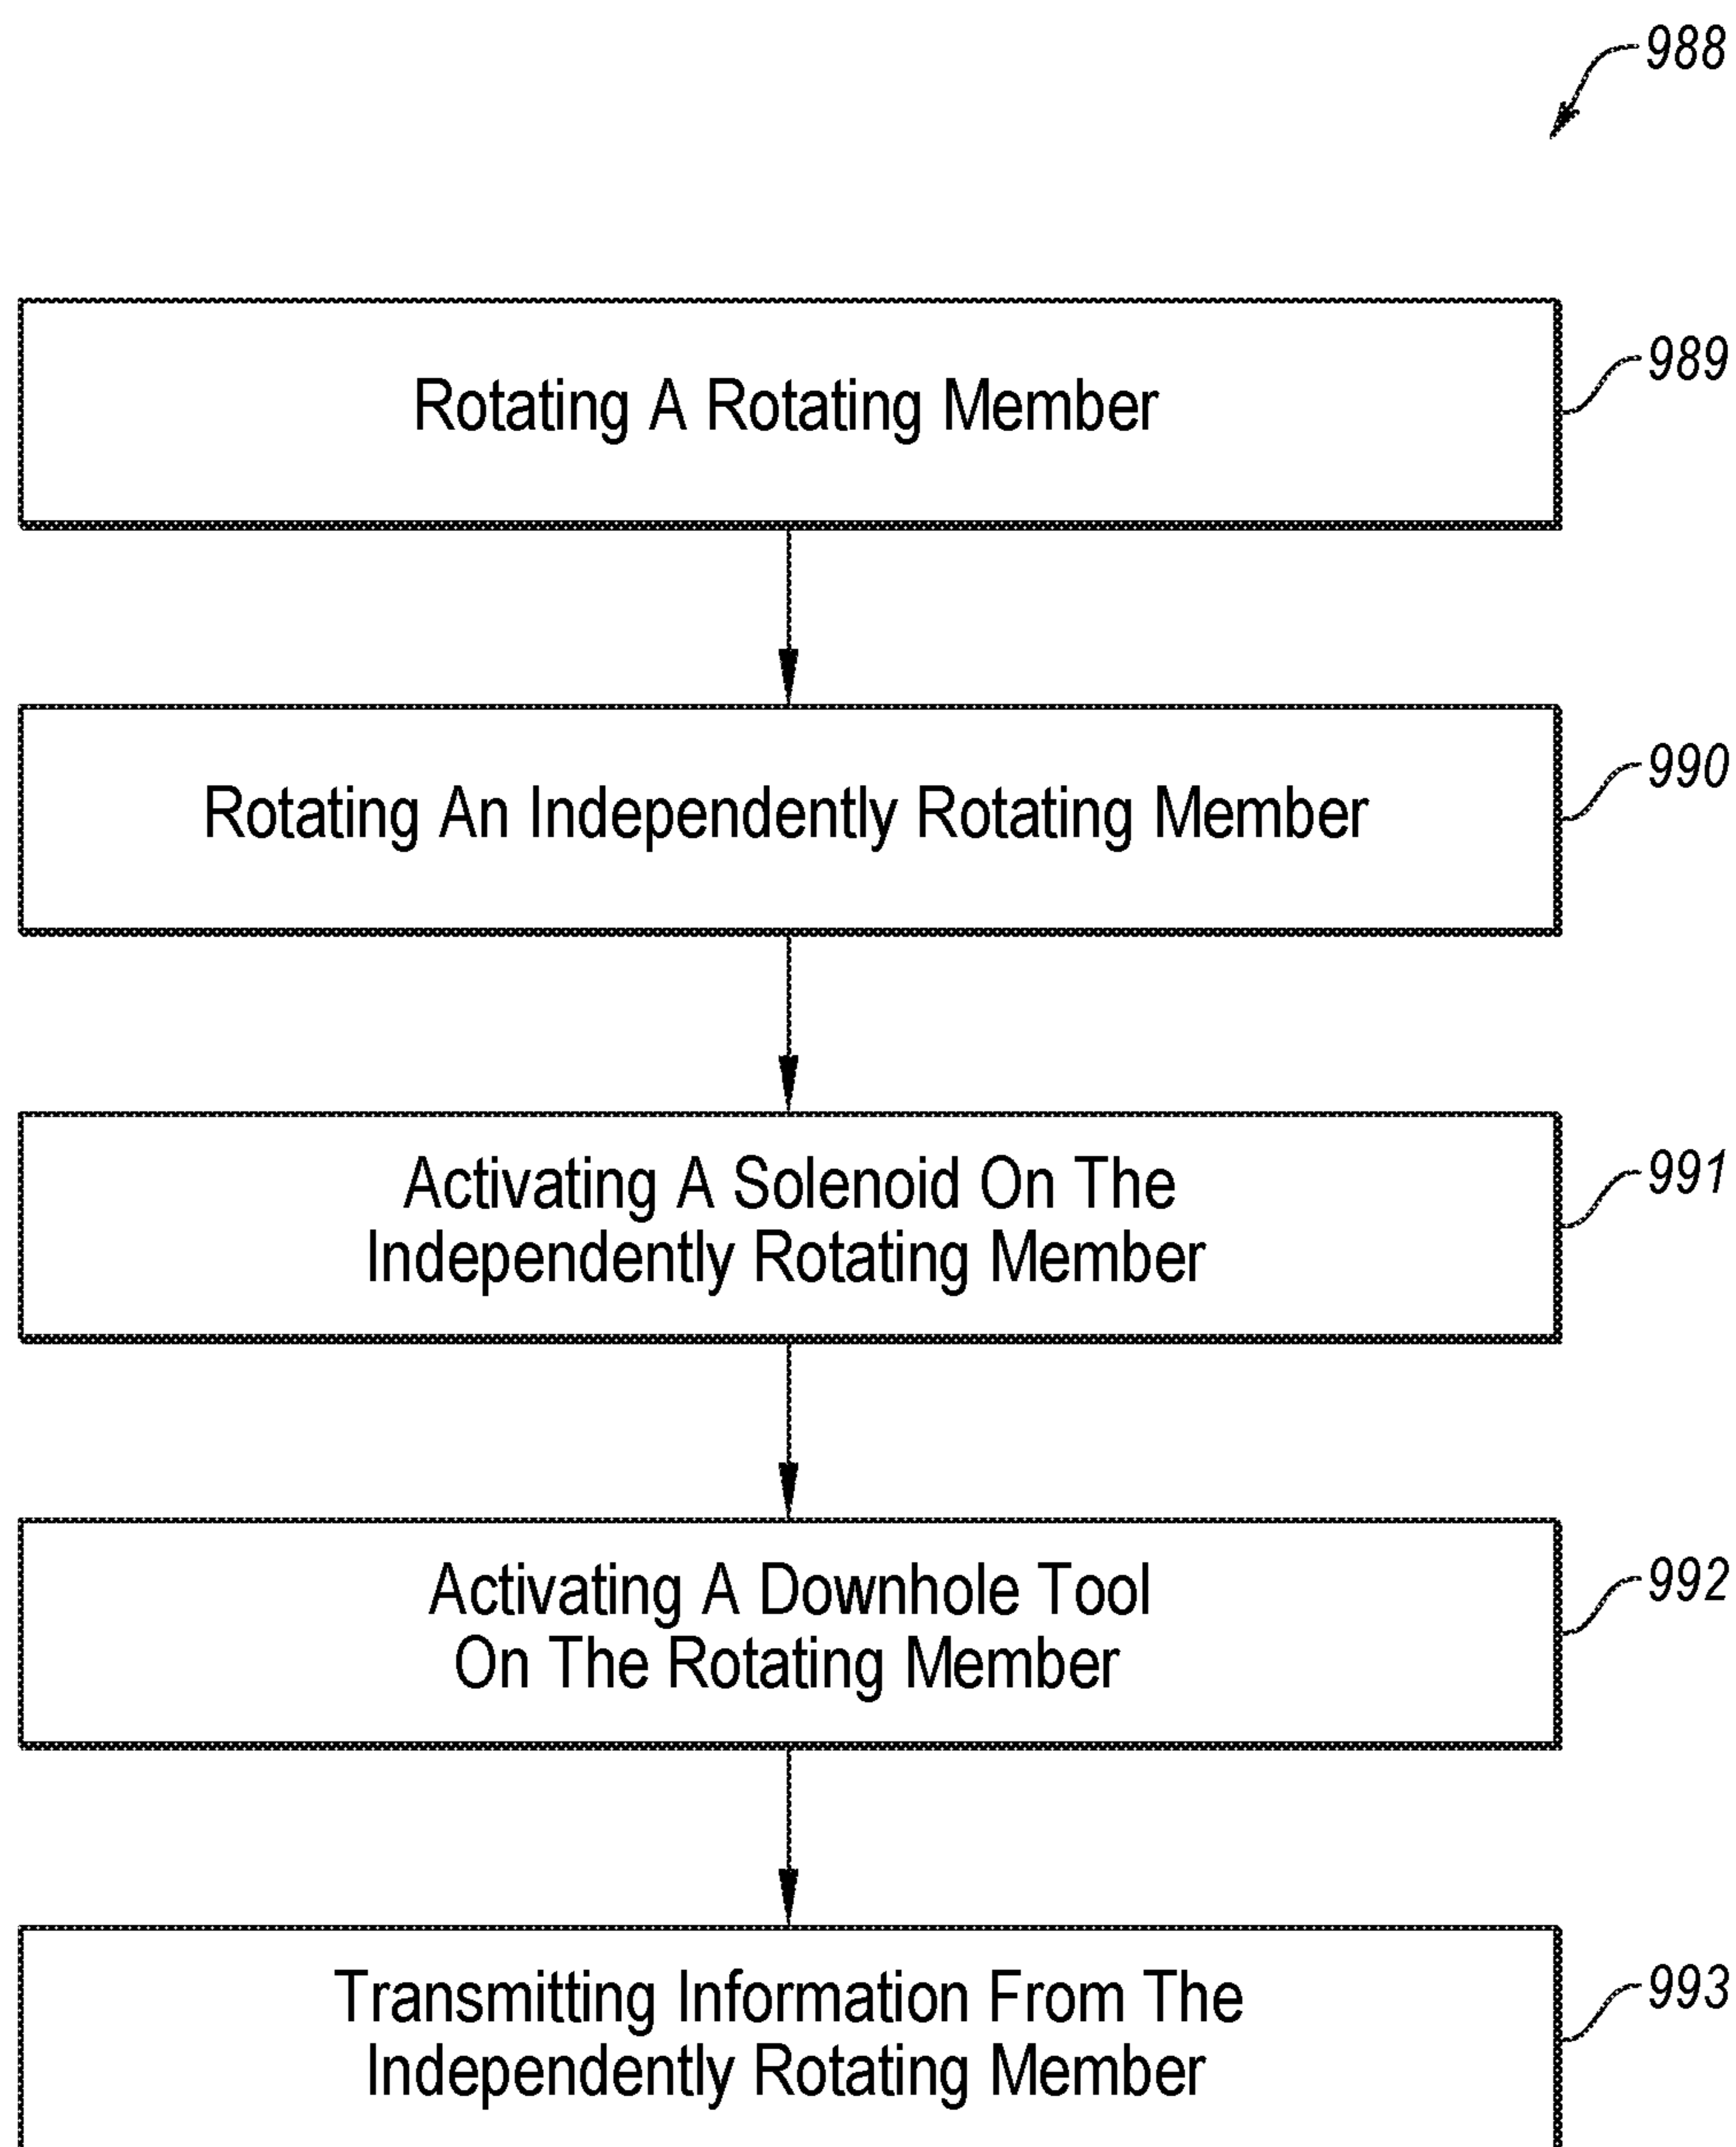 988
Rotating A Rotating Member
989
Rotating An Independently Rotating Member
990
Activating A Solenoid On The
Independently Rotating Member
991
Activating A Downhole Tool
On The Rotating Member
992
Transmitting Information From The
Independently Rotating Member
993